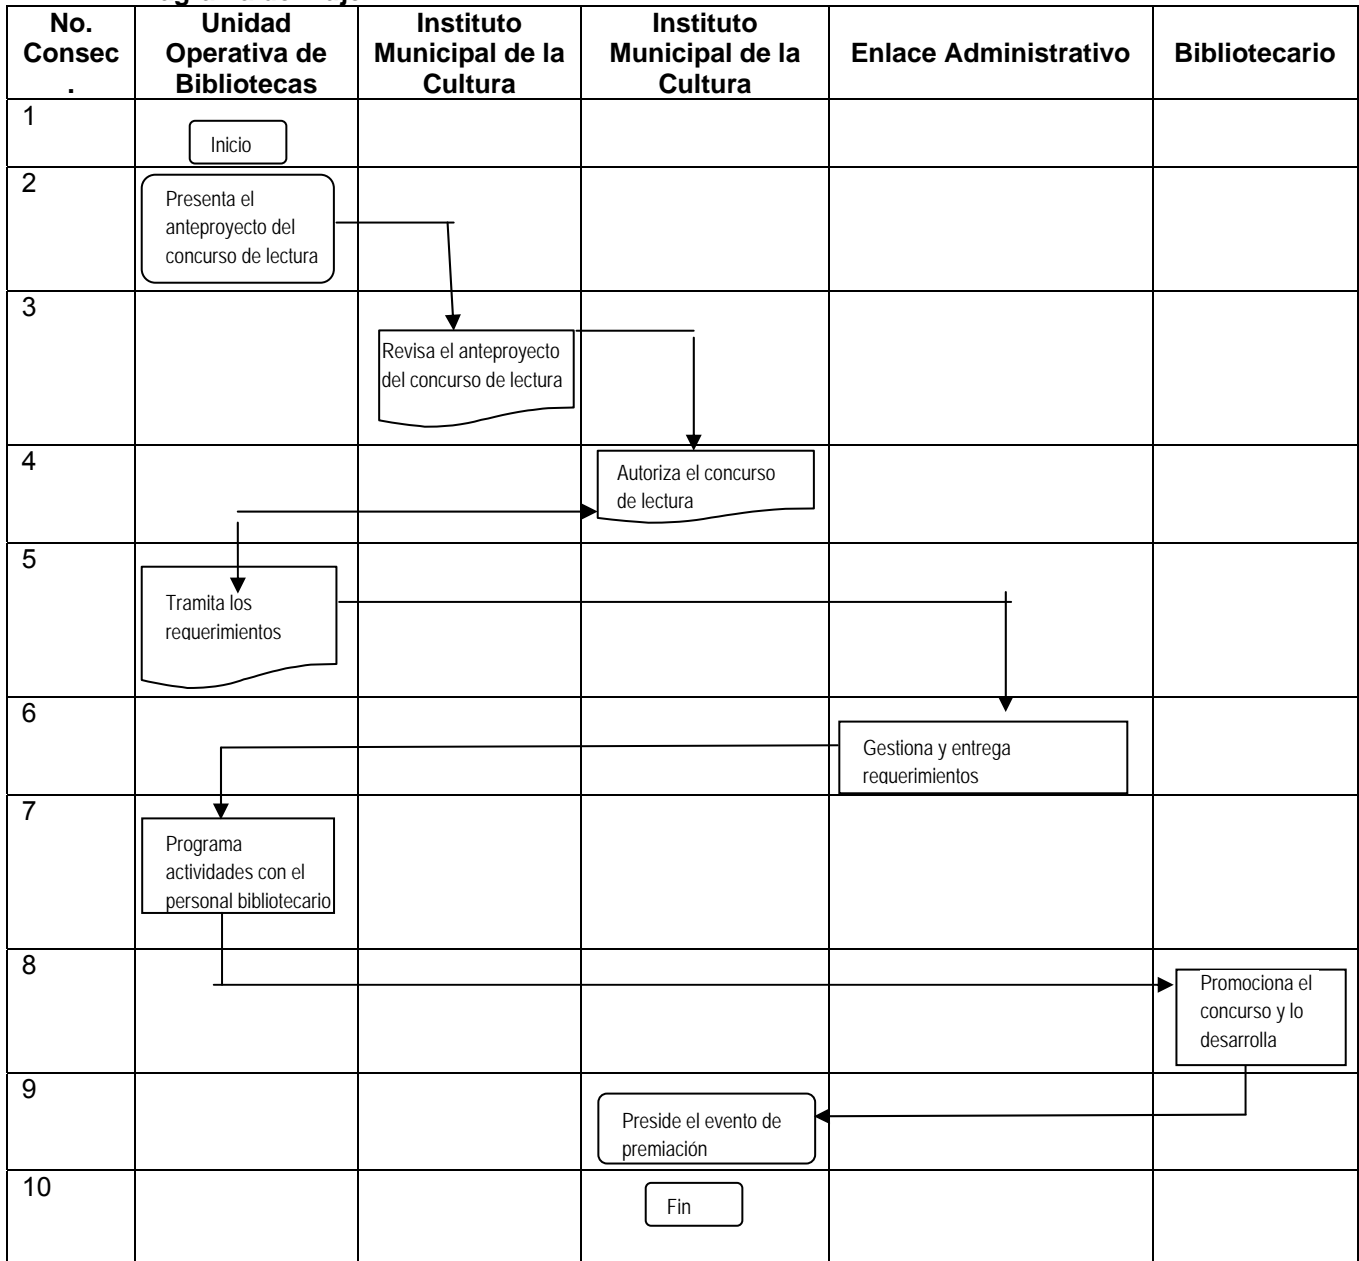 No.
Consec
.
Unidad
Operativa de
Bibliotecas
Instituto
Municipal de la
Cultura
Instituto
Municipal de la
Cultura
Enlace Administrativo
Bibliotecario
1
Inicio
2
Presenta el
anteproyecto del
concurso de lectura
3
Revisa el anteproyecto
del concurso de lectura
4
Autoriza el concurso
de lectura
5
Tramita los
requerimientos
6
Gestiona y entrega
requerimientos
7
Programa
actividades con el
personal bibliotecario
8
Promociona el
concurso y lo
desarrolla
9
Preside el evento de
premiación
10
Fin